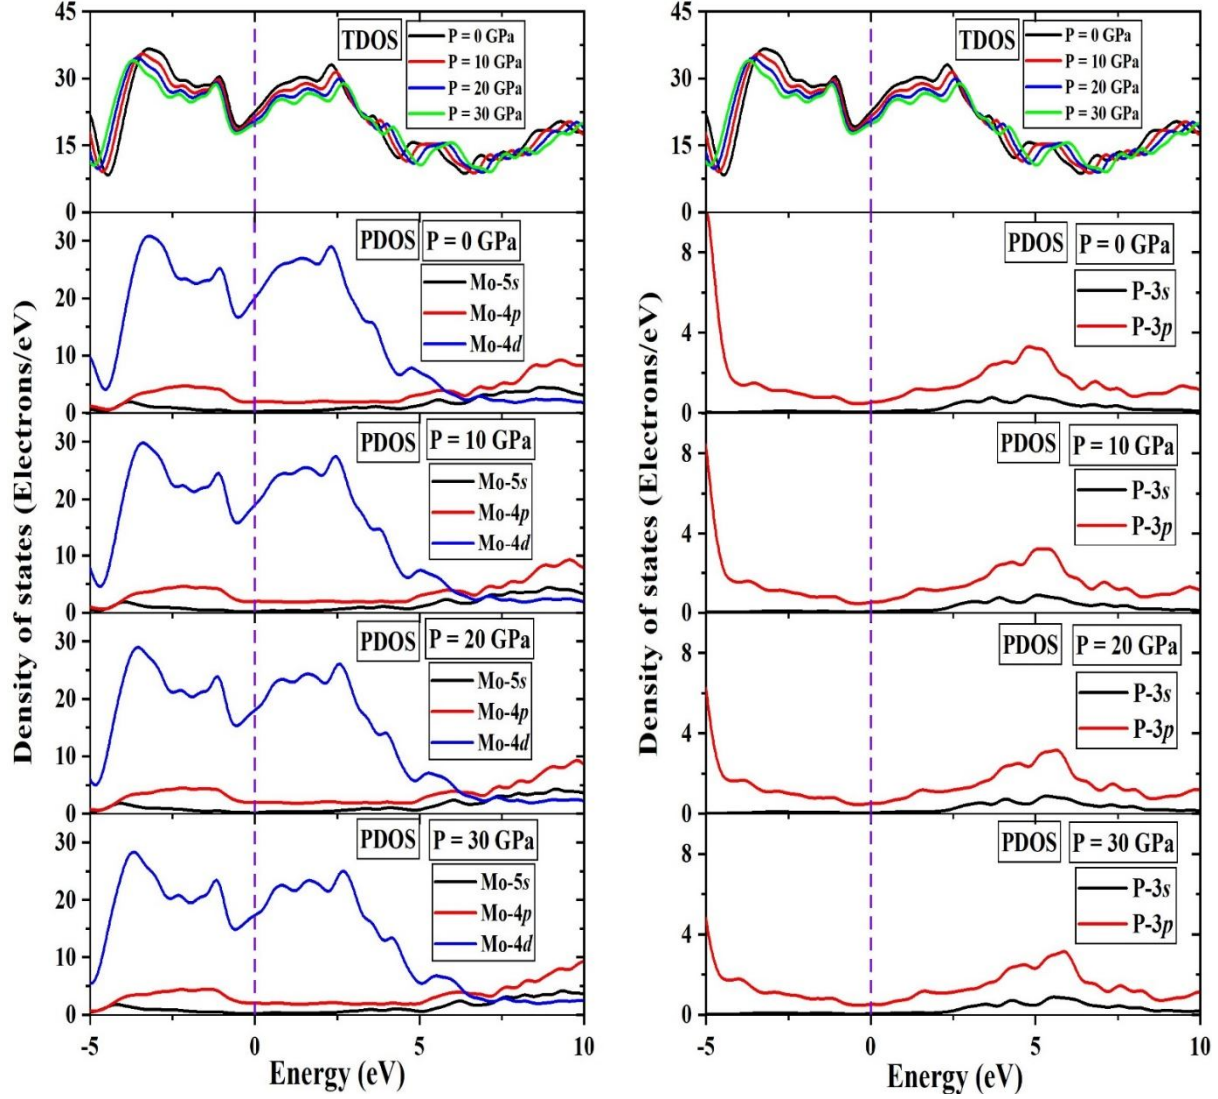 Density of states (Electrons/eV)
45
30
15
0
TDOS
P = 0 GPa
P = 10 GPa
P = 20 GPa
P = 30 GPa
30
20
10
0
PDOS
P = 0 GPa
Mo-5s
Mo-4p
Mo-4d
30
20
10
0
PDOS
P = 10 GPa
Mo-5s
Mo-4p
Mo-4d
30
20
10
0
PDOS
P = 20 GPa
Mo-5s
Mo-4p
Mo-4d
30
20
10
0
PDOS
P = 30 GPa
Mo-5s
Mo-4p
Mo-4d
-5
0
5
10
Energy (eV)
Density of states (Electrons/eV)
45
30
15
0
TDOS
P = 0 GPa
P = 10 GPa
P = 20 GPa
P = 30 GPa
8
4
0
PDOS
P = 0 GPa
P-3s
P-3p
8
4
0
PDOS
P = 10 GPa
P-3s
P-3p
8
4
0
PDOS
P = 20 GPa
P-3s
P-3p
8
4
0
PDOS
P = 30 GPa
P-3s
P-3p
-5
0
5
10
Energy (eV)